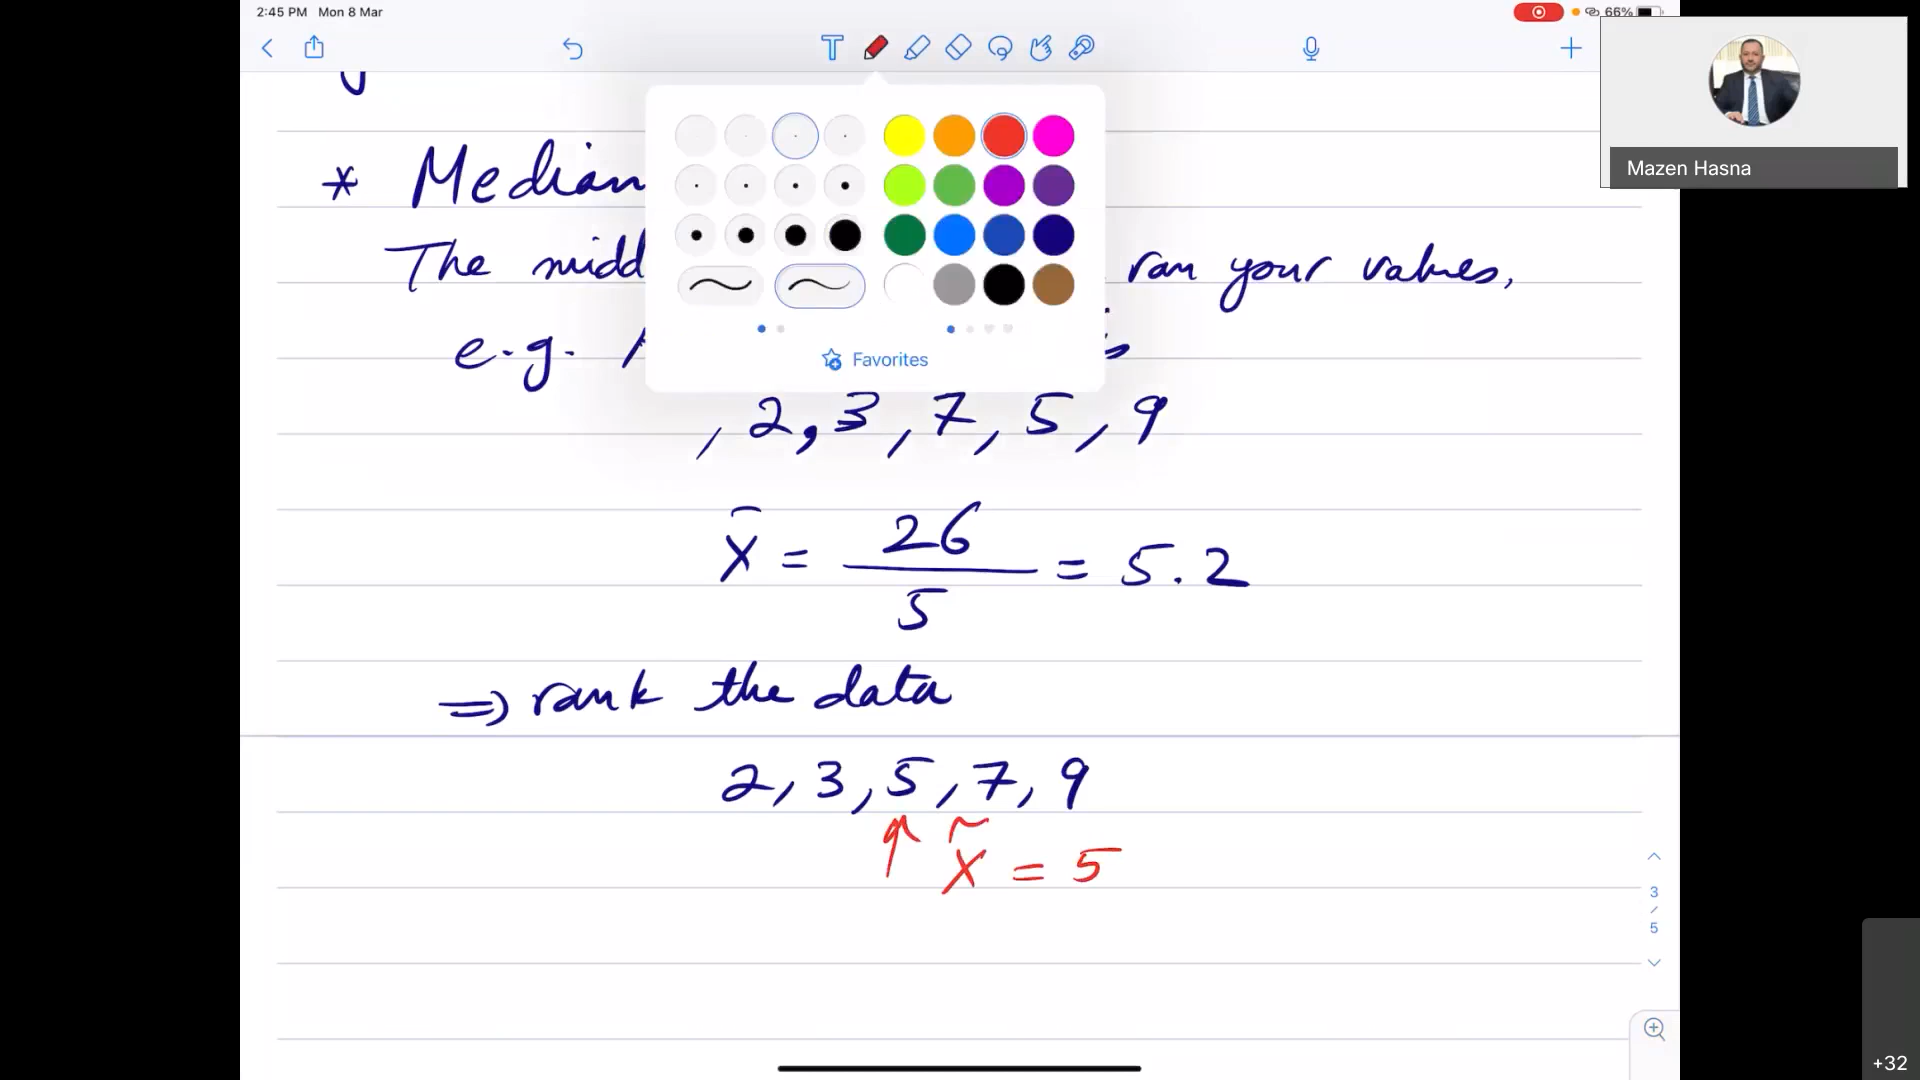 2:45 PM Mon 8 Mar 66%
Mazen Hasna
* Median
The midd ran your values,
e.g.
, 2, 3, 7, 5, 9
X̄ = 26 / 5 = 5.2
⇒ rank the data
2, 3, 5, 7, 9
↑ x̃ = 5
Favorites
3 / 5
+32